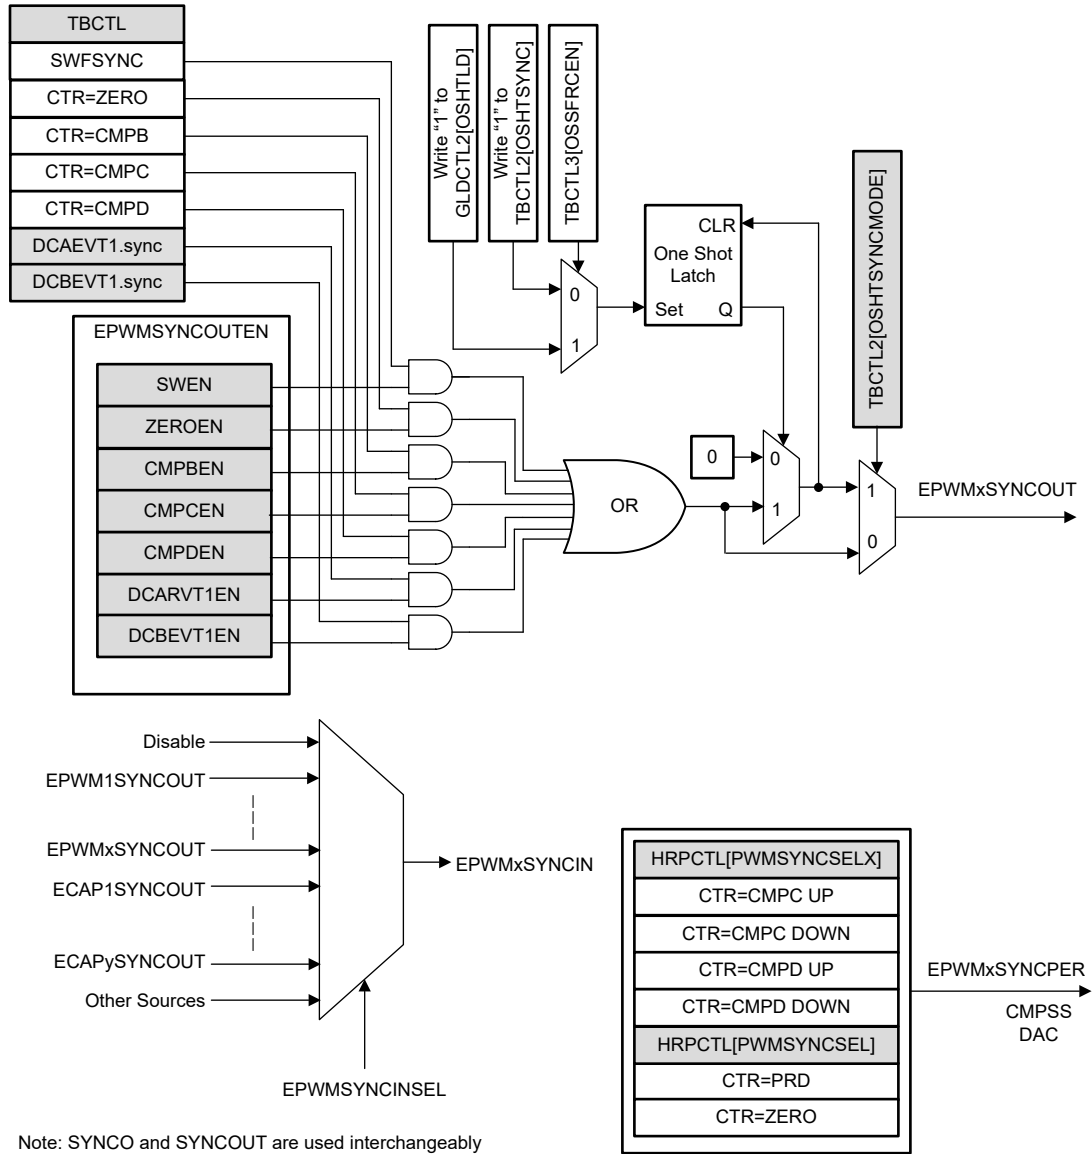 TBCTL
SWFSYNC
CTR=ZERO
CTR=CMPB
CTR=CMPC
CTR=CMPD
DCAEVT1.sync
DCBEVT1.sync
Write “1” to
GLDCTL2[OSHTLD]
Write “1” to
TBCTL2[OSHTSYNC]
TBCTL3[OSSFRCEN]
0
1
CLR
One Shot
Latch
Set Q
TBCTL2[OSHTSYNCMODE]
EPWMSYNCOUTEN
SWEN
ZEROEN
CMPBEN
CMPCEN
CMPDEN
DCARVT1EN
DCBEVT1EN
OR
0
0
1
1
0
EPWMxSYNCOUT
Disable
EPWM1SYNCOUT
EPWMxSYNCOUT
ECAP1SYNCOUT
ECAPySYNCOUT
Other Sources
EPWMxSYNCIN
EPWMSYNCINSEL
HRPCTL[PWMSYNCSELX]
CTR=CMPC UP
CTR=CMPC DOWN
CTR=CMPD UP
CTR=CMPD DOWN
HRPCTL[PWMSYNCSEL]
CTR=PRD
CTR=ZERO
EPWMxSYNCPER
CMPSS
DAC
Note: SYNCO and SYNCOUT are used interchangeably